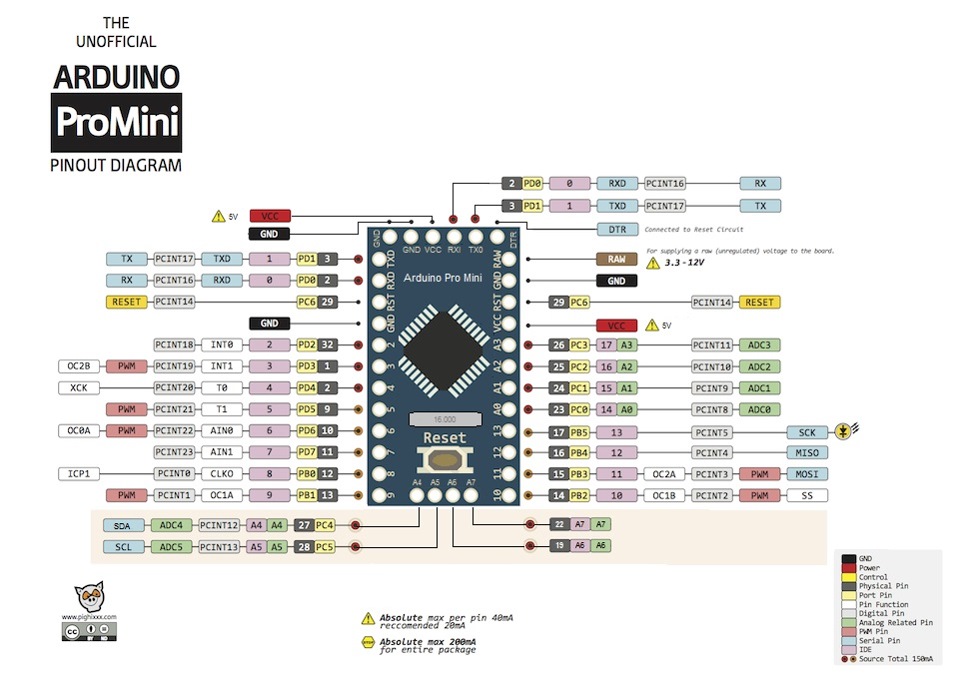 THE
UNOFFICIAL
ARDUINO
ProMini
PINOUT DIAGRAM
2 PD0 0 RXD PCINT16 RX
3 PD1 1 TXD PCINT17 TX
5V VCC
GND
DTR Connected to Reset Circuit
For supplying a raw (unregulated) voltage to the board.
RAW 3.3 - 12V
GND
TX PCINT17 TXD 1 PD1 3
RX PCINT16 RXD 0 PD0 2
RESET PCINT14 PC6 29
GND
PCINT18 INT0 2 PD2 32
OC2B PWM PCINT19 INT1 3 PD3 1
XCK PCINT20 T0 4 PD4 2
PWM PCINT21 T1 5 PD5 9
OC0A PWM PCINT22 AIN0 6 PD6 10
PCINT23 AIN1 7 PD7 11
ICP1 PCINT0 CLKO 8 PB0 12
PWM PCINT1 OC1A 9 PB1 13
GND GND VCC RXI TX0 DTR
TXD RXD RST GND 2 3 4 5 6 7 8 9
Arduino Pro Mini
16.000
Reset
A4 A5 A6 A7
RAW GND RST VCC A3 A2 A1 A0 13 12 11 10
29 PC6 PCINT14 RESET
VCC 5V
26 PC3 17 A3 PCINT11 ADC3
25 PC2 16 A2 PCINT10 ADC2
24 PC1 15 A1 PCINT9 ADC1
23 PC0 14 A0 PCINT8 ADC0
17 PB5 13 PCINT5 SCK
16 PB4 12 PCINT4 MISO
15 PB3 11 OC2A PCINT3 PWM MOSI
14 PB2 10 OC1B PCINT2 PWM SS
SDA ADC4 PCINT12 A4 A4 27 PC4
SCL ADC5 PCINT13 A5 A5 28 PC5
22 A7 A7
19 A6 A6
www.pighixxx.com
cc BY ND
Absolute max per pin 40mA
reccomended 20mA
Absolute max 200mA
for entire package
GND
Power
Control
Physical Pin
Port Pin
Pin Function
Digital Pin
Analog Related Pin
PWM Pin
Serial Pin
IDE
Source Total 150mA